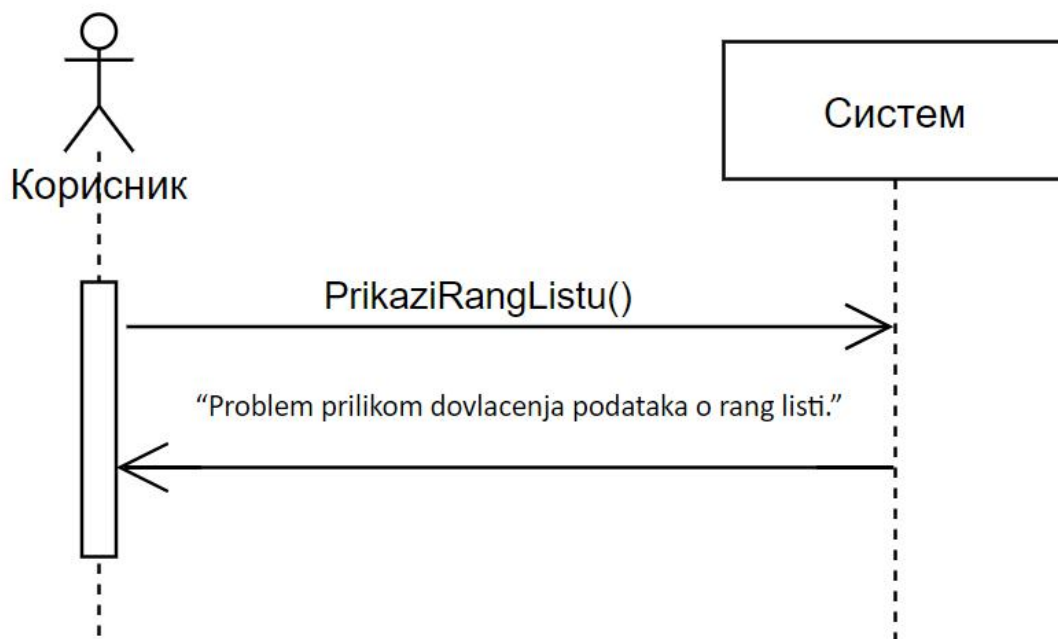 Корисник
Систем
PrikaziRangListu()
“Problem prilikom dovlacenja podataka o rang listi.”